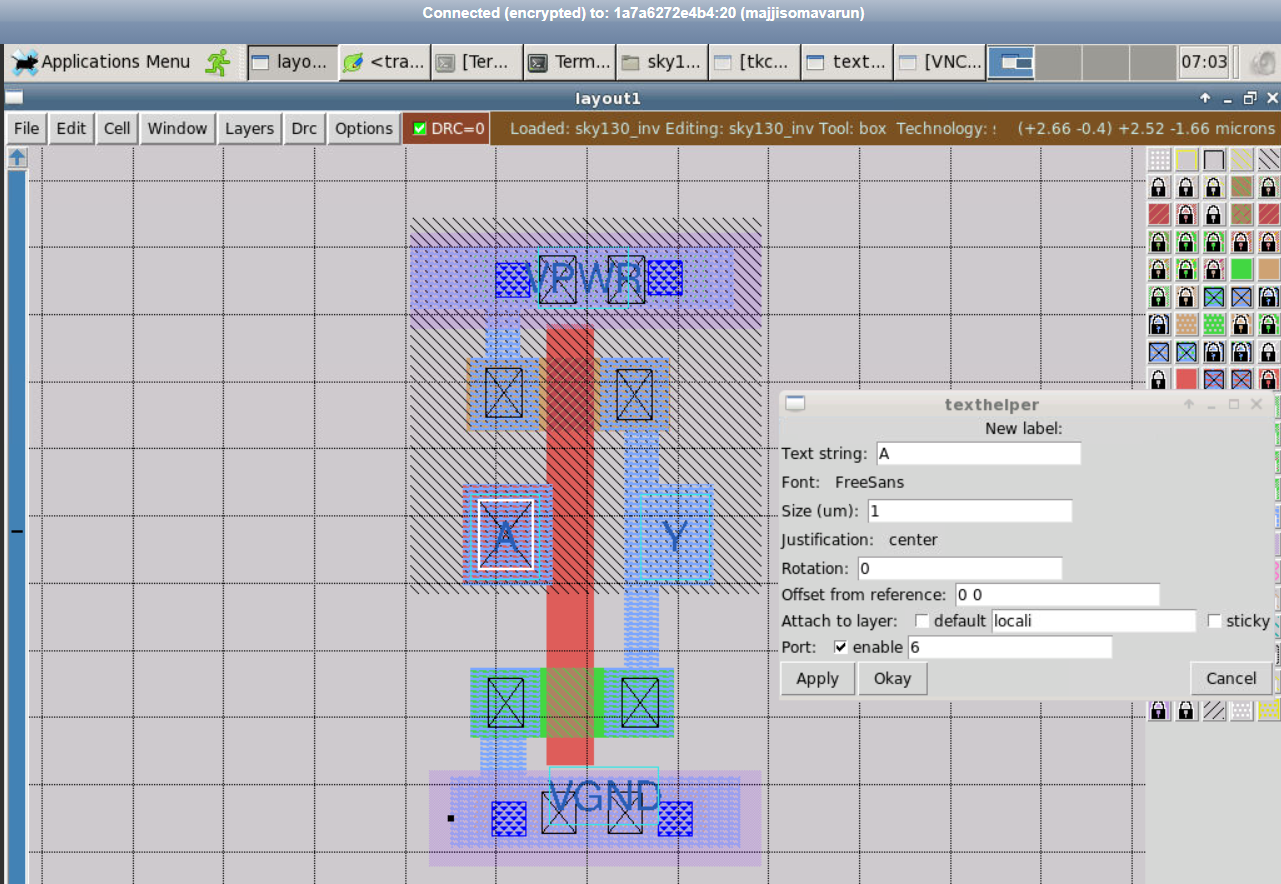 Connected (encrypted) to: 1a7a6272e4b4:20 (majjisomavarun)
Applications Menu layo... <tra... [Ter... Term... sky1... [tkc... text... [VNC... 07:03
layout1
File Edit Cell Window Layers Drc Options DRC=0 Loaded: sky130_inv Editing: sky130_inv Tool: box Technology: s (+2.66 -0.4) +2.52 -1.66 microns
VPWR
A
Y
VGND
texthelper
New label:
Text string: A
Font: FreeSans
Size (um): 1
Justification: center
Rotation: 0
Offset from reference: 0 0
Attach to layer: default locali sticky
Port: enable 6
Apply Okay Cancel